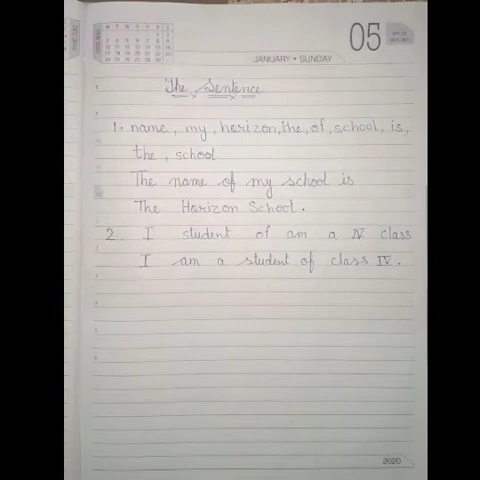 05
JANUARY • SUNDAY
The Sentence
1. name, my, horizon, the, of, school, is,
the, school
The name of my school is
The Horizon School.
2. I student of am a IV class
I am a student of class IV.
2020